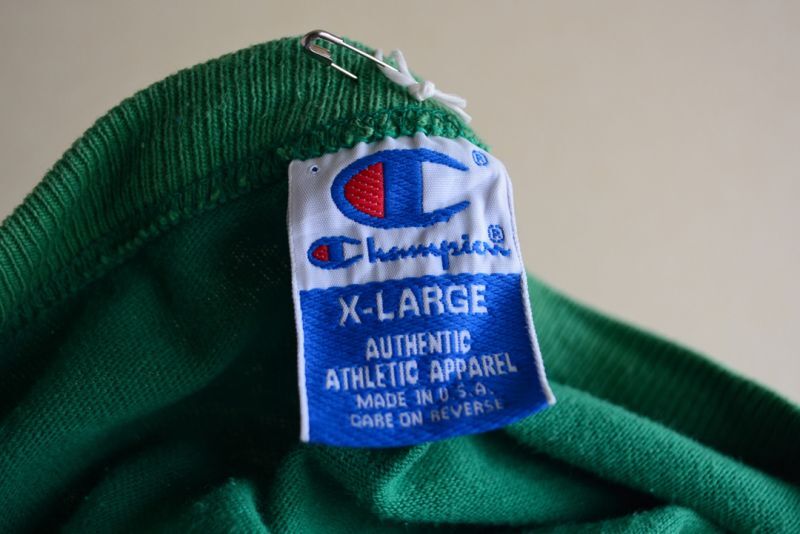 ®
Champion®
X-LARGE
AUTHENTIC
ATHLETIC APPAREL
MADE IN U.S.A.
CARE ON REVERSE